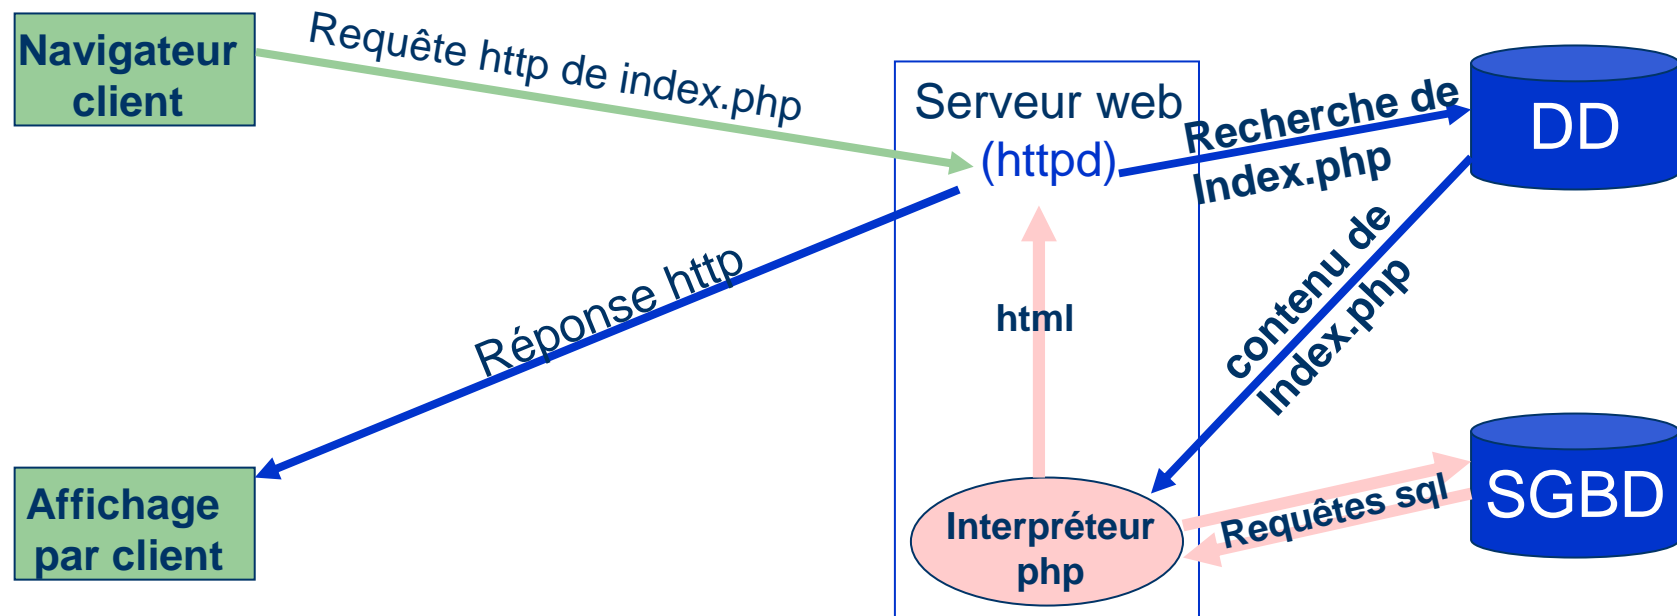 Navigateur
client
Requête http de index.php
Serveur web
(httpd)
Recherche de
Index.php
DD
contenu de
Index.php
Réponse http
html
Affichage
par client
Interpréteur
php
Requêtes sql
SGBD